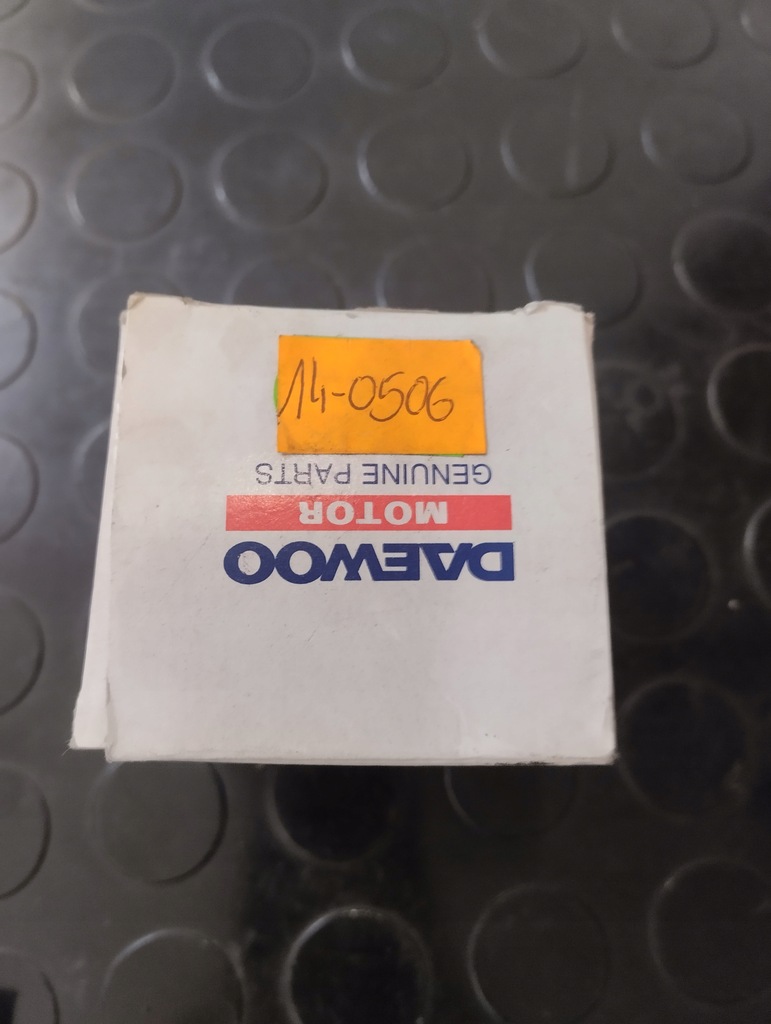 14-0506
DAEWOO
MOTOR
GENUINE PARTS